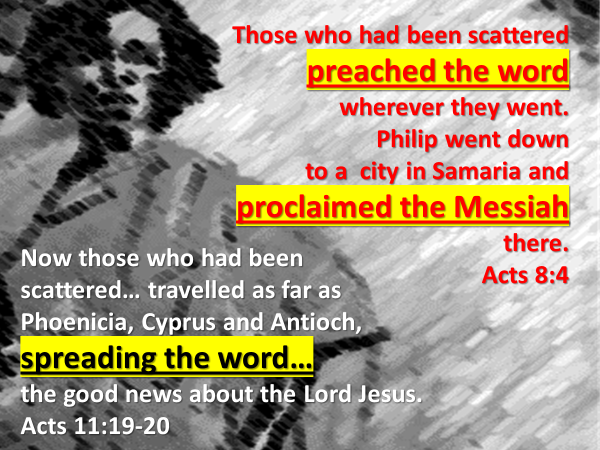 Those who had been scattered
preached the word
wherever they went.
Philip went down
to a  city in Samaria and
proclaimed the Messiah
there.
Acts 8:4
Now those who had been
scattered… travelled as far as
Phoenicia, Cyprus and Antioch,
spreading the word…
the good news about the Lord Jesus.
Acts 11:19-20